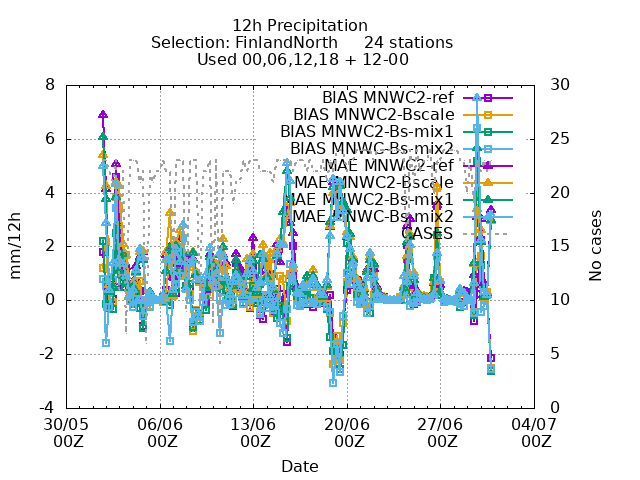 12h Precipitation
Selection: FinlandNorth 24 stations
Used 00,06,12,18 + 12-00
BIAS MNWC2-ref
BIAS MNWC2-Bscale
BIAS MNWC2-Bs-mix1
BIAS MNWC2-Bs-mix2
MAE MNWC2-ref
MAE MNWC2-Bscale
MAE MNWC-Bs-mix1
MAE MNWC-Bs-mix2
CASES
mm/12h
8
6
4
2
0
-2
-4
No cases
30
25
20
15
10
5
0
30/05 06/06 13/06 20/06 27/06 04/07
00Z 00Z 00Z 00Z 00Z 00Z
Date